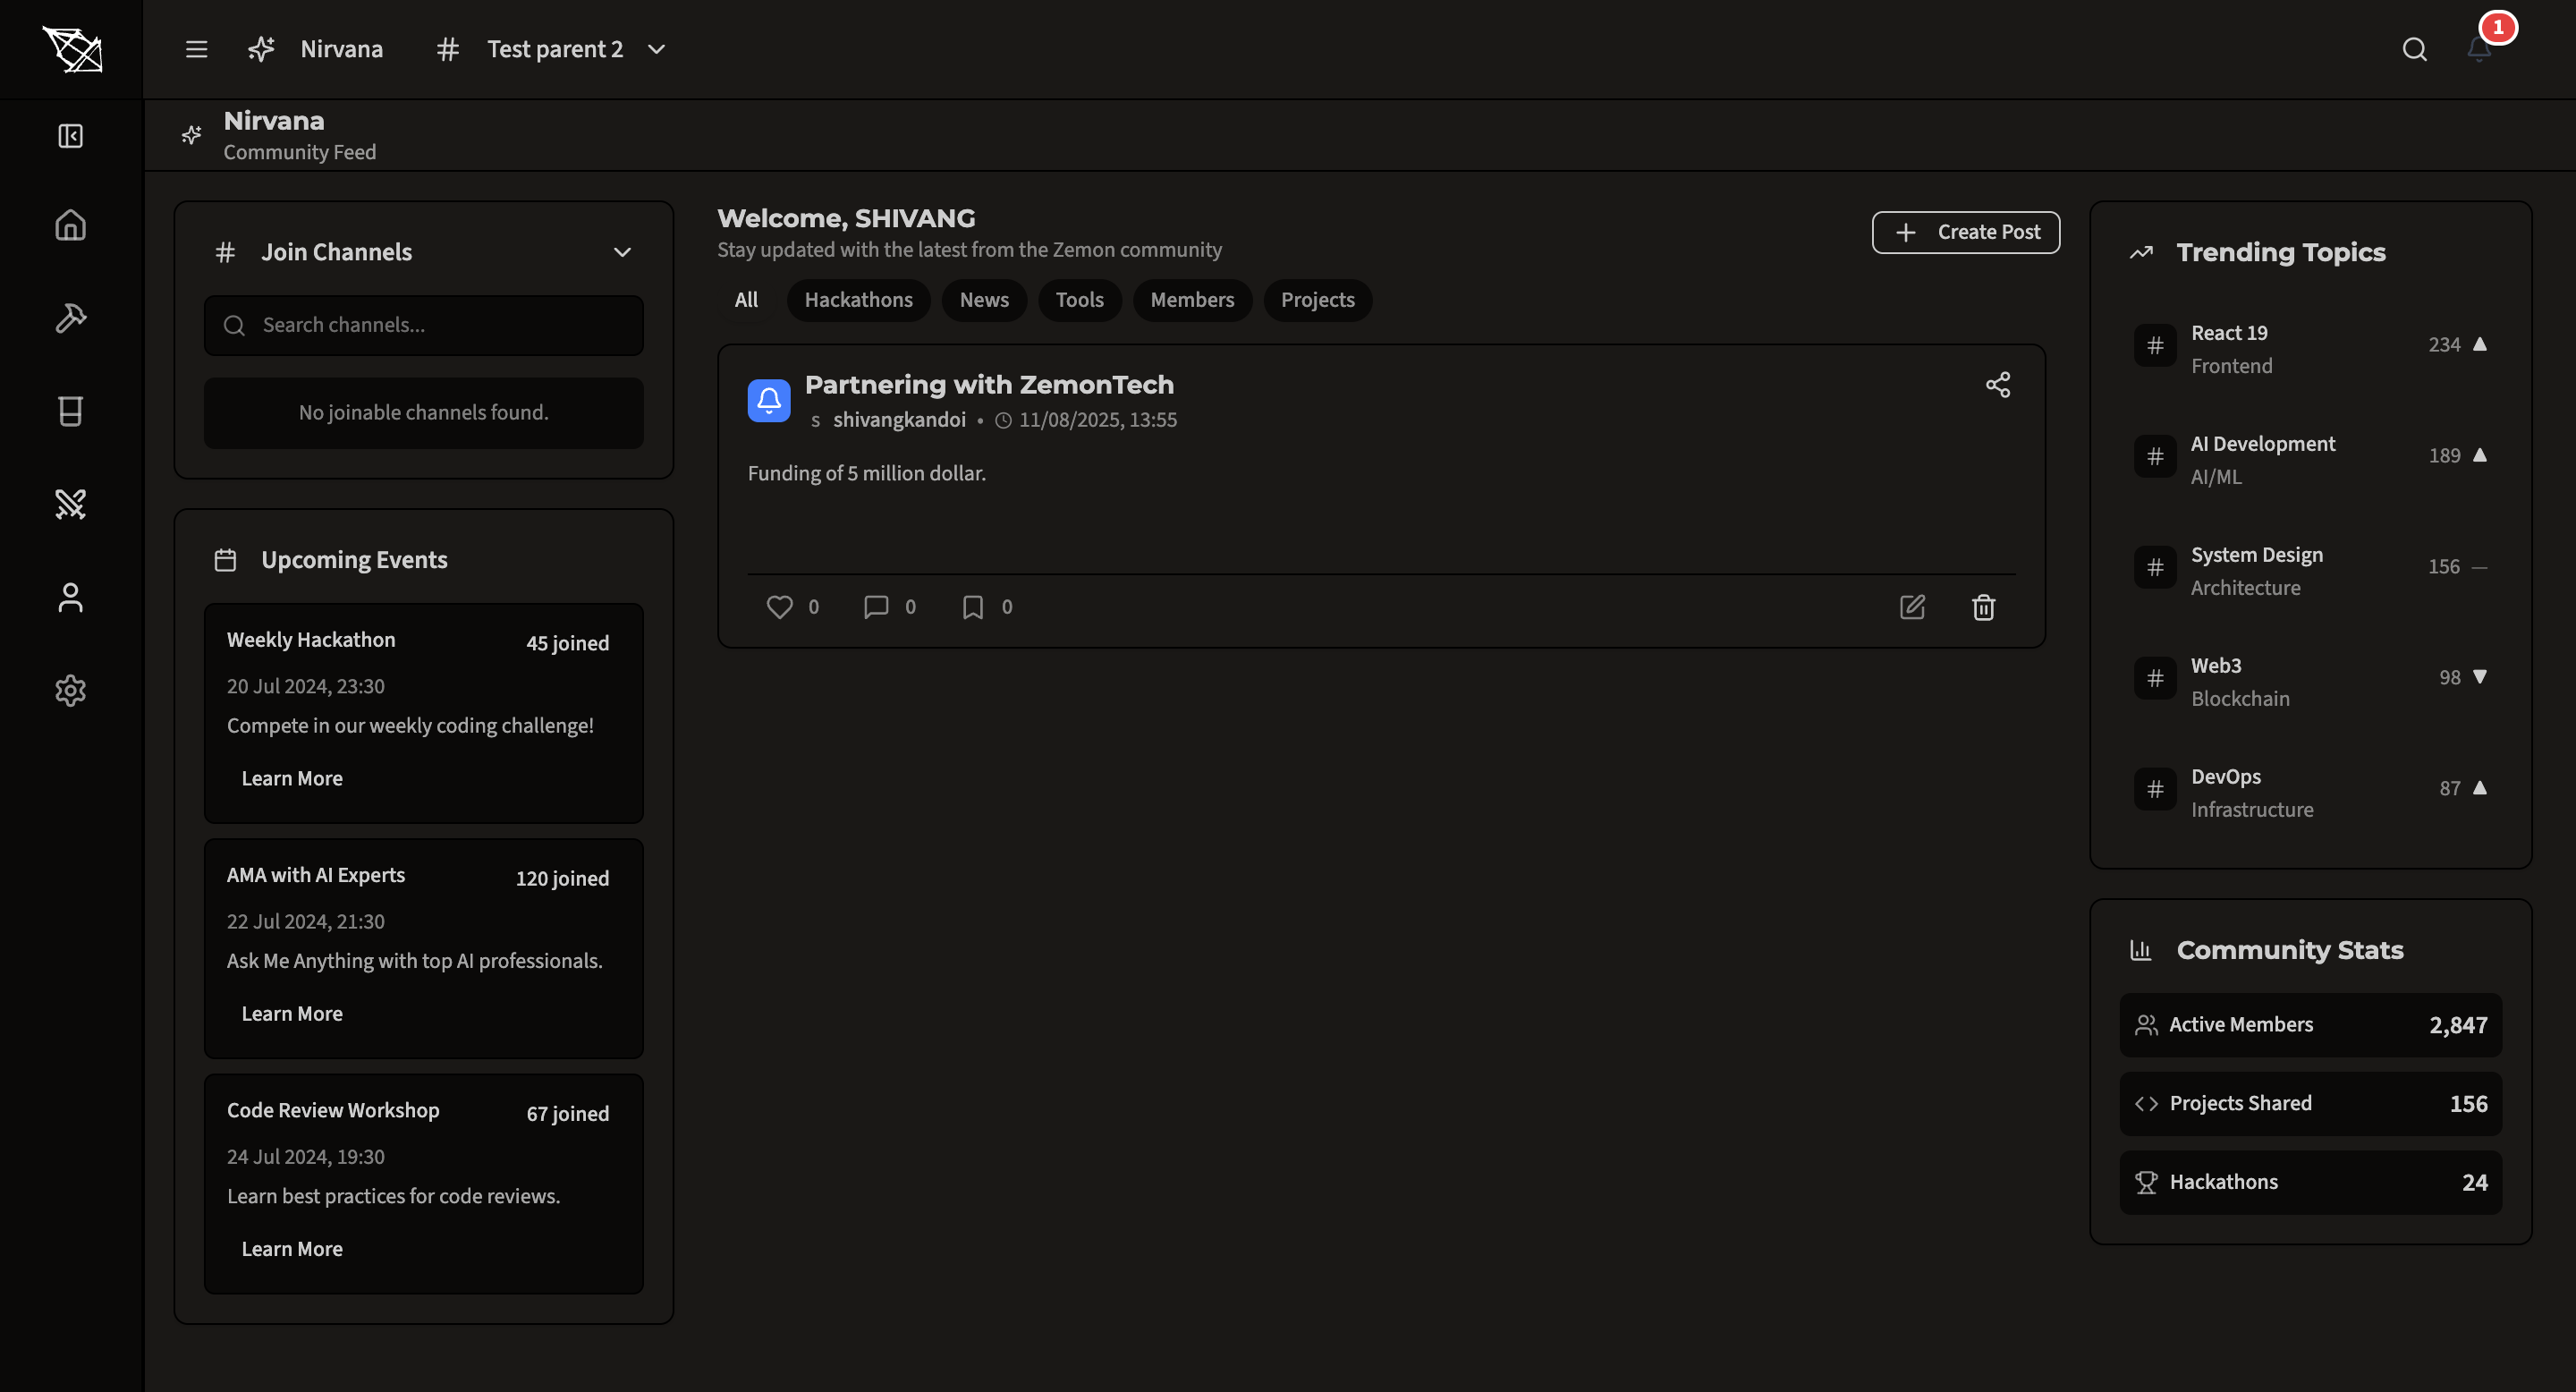 Nirvana
Test parent 2
1
Nirvana
Community Feed
Join Channels
Search channels...
No joinable channels found.
Upcoming Events
Weekly Hackathon
45 joined
20 Jul 2024, 23:30
Compete in our weekly coding challenge!
Learn More
AMA with AI Experts
120 joined
22 Jul 2024, 21:30
Ask Me Anything with top AI professionals.
Learn More
Code Review Workshop
67 joined
24 Jul 2024, 19:30
Learn best practices for code reviews.
Learn More
Welcome, SHIVANG
Stay updated with the latest from the Zemon community
Create Post
All
Hackathons
News
Tools
Members
Projects
Partnering with ZemonTech
s shivangkandoi • 11/08/2025, 13:55
Funding of 5 million dollar.
0
0
0
Trending Topics
# React 19
Frontend
234 ▲
# AI Development
AI/ML
189 ▲
# System Design
Architecture
156 —
# Web3
Blockchain
98 ▼
# DevOps
Infrastructure
87 ▲
Community Stats
Active Members
2,847
Projects Shared
156
Hackathons
24